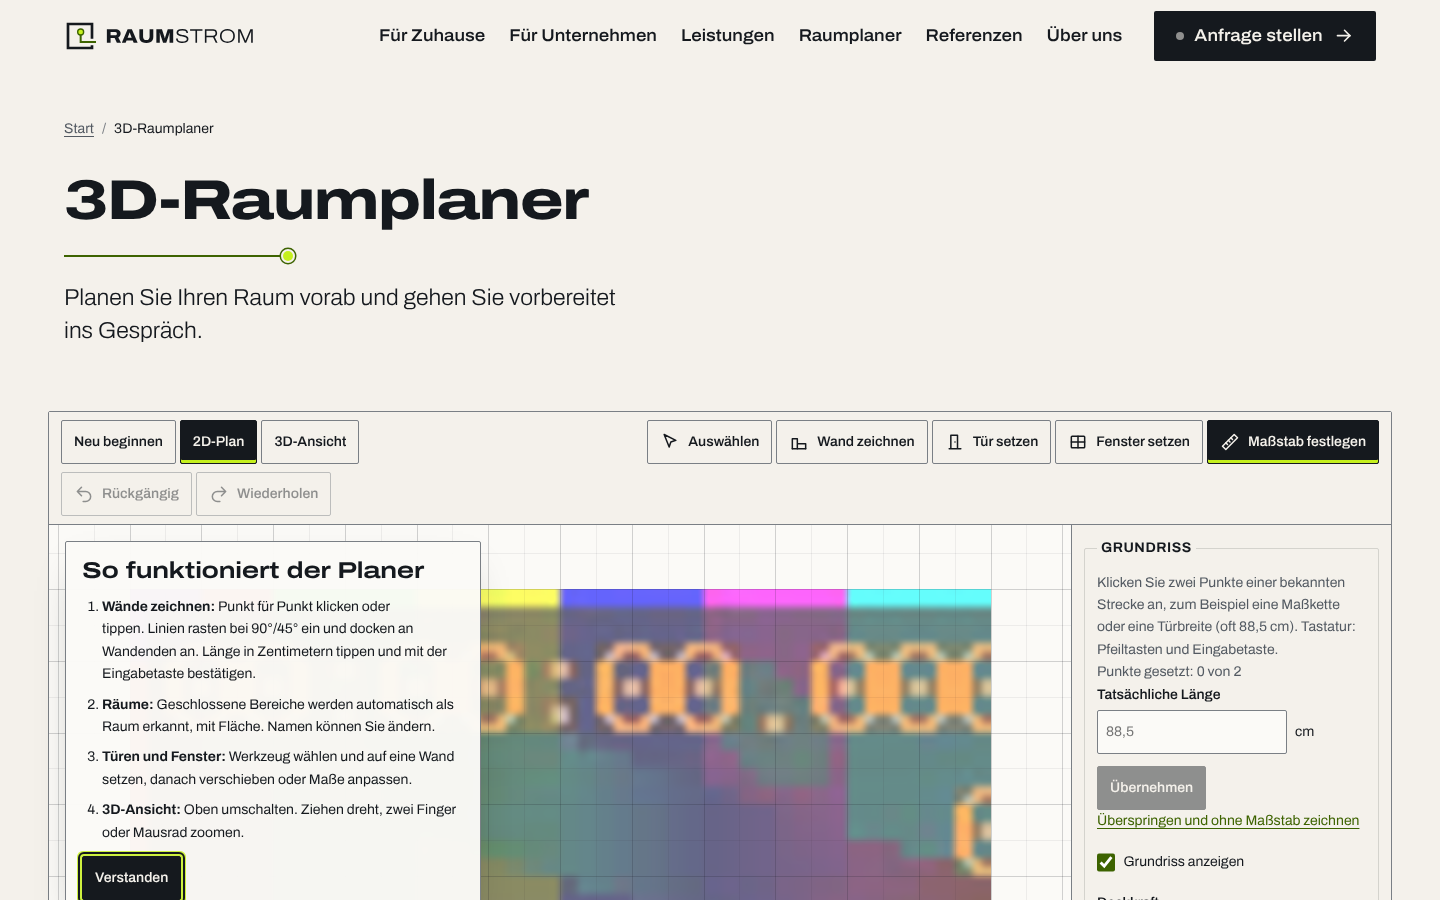 RAUMSTROM
Für Zuhause
Für Unternehmen
Leistungen
Raumplaner
Referenzen
Über uns
Anfrage stellen
Start / 3D-Raumplaner
3D-Raumplaner
Planen Sie Ihren Raum vorab und gehen Sie vorbereitet
ins Gespräch.
Neu beginnen
2D-Plan
3D-Ansicht
Auswählen
Wand zeichnen
Tür setzen
Fenster setzen
Maßstab festlegen
Rückgängig
Wiederholen
So funktioniert der Planer
1. Wände zeichnen: Punkt für Punkt klicken oder
tippen. Linien rasten bei 90°/45° ein und docken an
Wandenden an. Länge in Zentimetern tippen und mit der
Eingabetaste bestätigen.
2. Räume: Geschlossene Bereiche werden automatisch als
Raum erkannt, mit Fläche. Namen können Sie ändern.
3. Türen und Fenster: Werkzeug wählen und auf eine Wand
setzen, danach verschieben oder Maße anpassen.
4. 3D-Ansicht: Oben umschalten. Ziehen dreht, zwei Finger
oder Mausrad zoomen.
Verstanden
GRUNDRISS
Klicken Sie zwei Punkte einer bekannten
Strecke an, zum Beispiel eine Maßkette
oder eine Türbreite (oft 88,5 cm). Tastatur:
Pfeiltasten und Eingabetaste.
Punkte gesetzt: 0 von 2
Tatsächliche Länge
88,5 cm
Übernehmen
Überspringen und ohne Maßstab zeichnen
Grundriss anzeigen